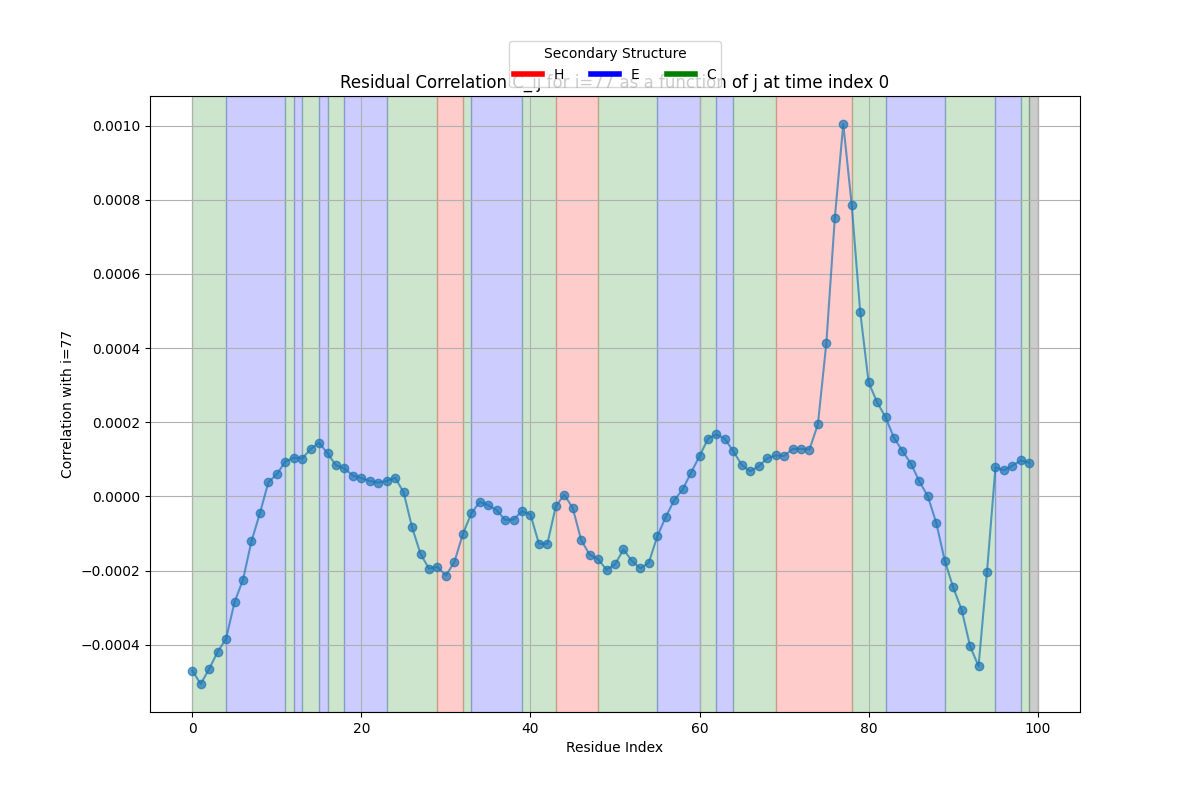 Secondary Structure
H E C
Residual Correlation C_ij for i=77 as a function of j at time index 0
0.0010
0.0008
0.0006
0.0004
0.0002
0.0000
−0.0002
−0.0004
Correlation with i=77
0 20 40 60 80 100
Residue Index